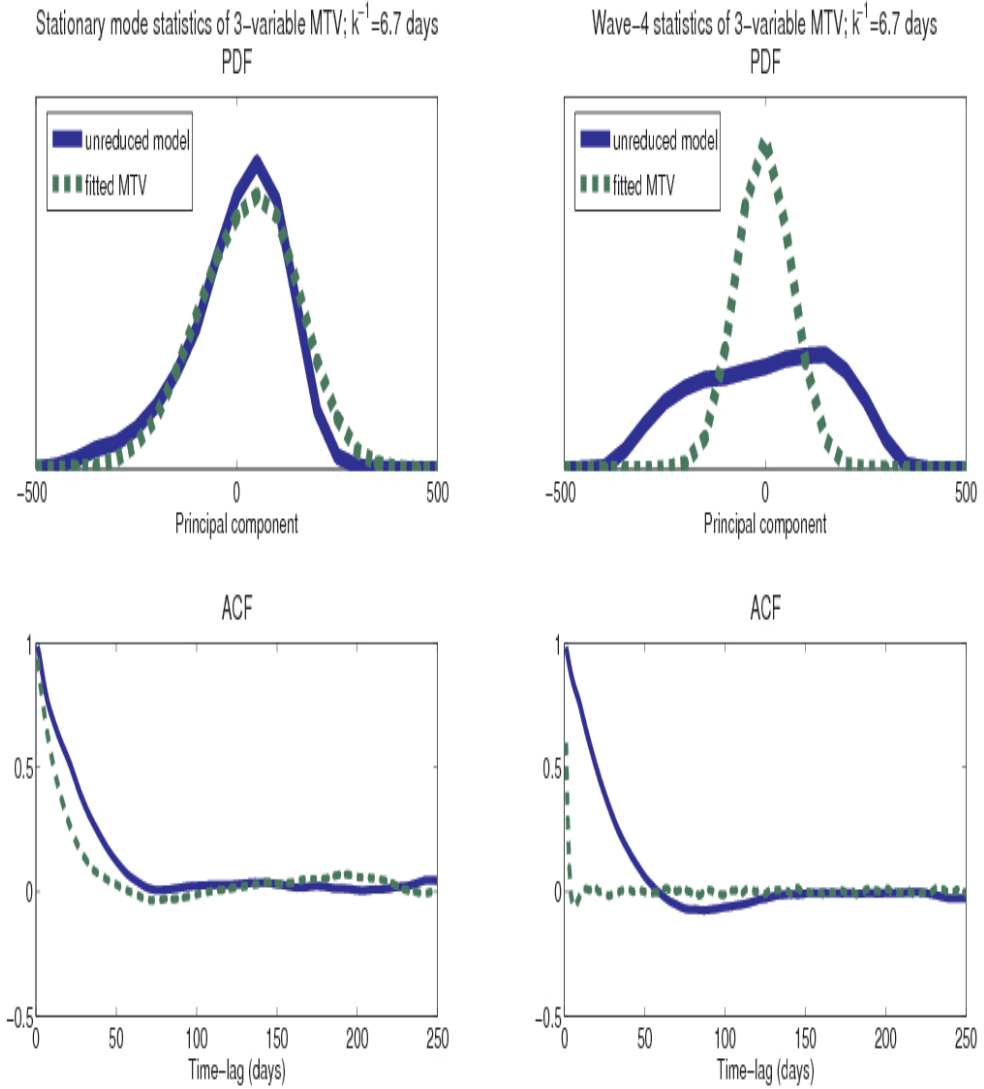 Stationary mode statistics of 3-variable MTV; k⁻¹=6.7 days
PDF
unreduced model
fitted MTV
-500
0
500
Principal component
Wave-4 statistics of 3-variable MTV; k⁻¹=6.7 days
PDF
unreduced model
fitted MTV
-500
0
500
Principal component
ACF
1
0.5
0
-0.5
0
50
100
150
200
250
Time-lag (days)
ACF
1
0.5
0
-0.5
0
50
100
150
200
250
Time-lag (days)